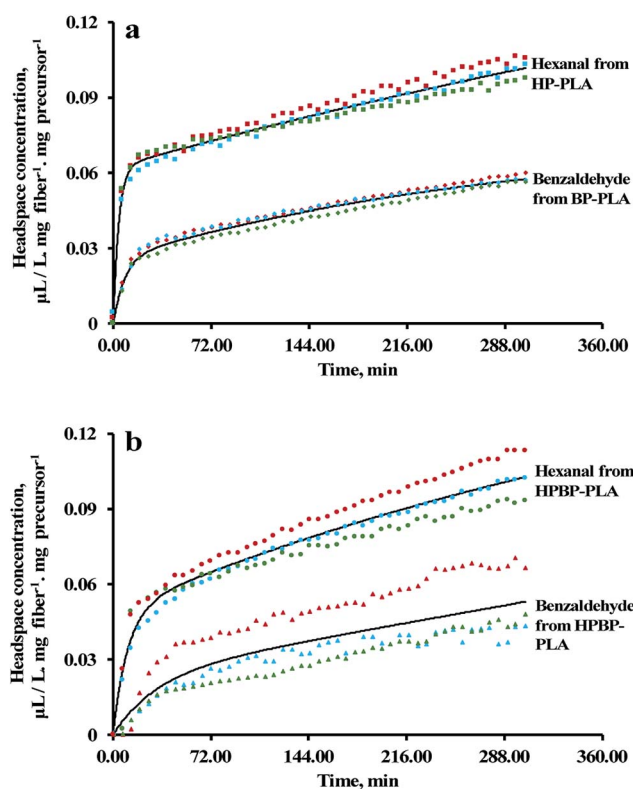 a
Headspace concentration,
µL / L. mg fiber⁻¹. mg precursor⁻¹
0.12
0.09
0.06
0.03
0
Hexanal from
HP-PLA
Benzaldehyde
from BP-PLA
0.00 72.00 144.00 216.00 288.00 360.00
Time, min
b
Headspace concentration,
µL / L. mg fiber⁻¹. mg precursor⁻¹
0.12
0.09
0.06
0.03
0
Hexanal from
HPBP-PLA
Benzaldehyde
from HPBP-
PLA
0.00 72.00 144.00 216.00 288.00 360.00
Time, min